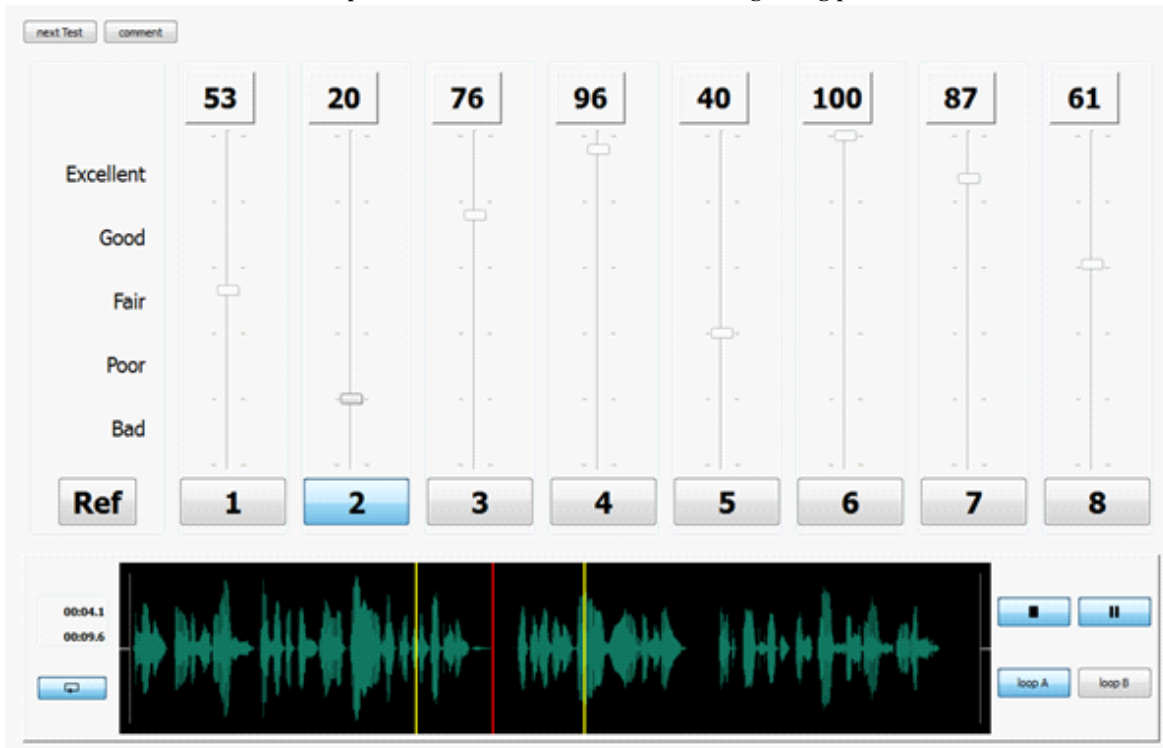 next Test comment
53 20 76 96 40 100 87 61
Excellent
Good
Fair
Poor
Bad
Ref 1 2 3 4 5 6 7 8
00:04.1
00:09.6
loop A loop B